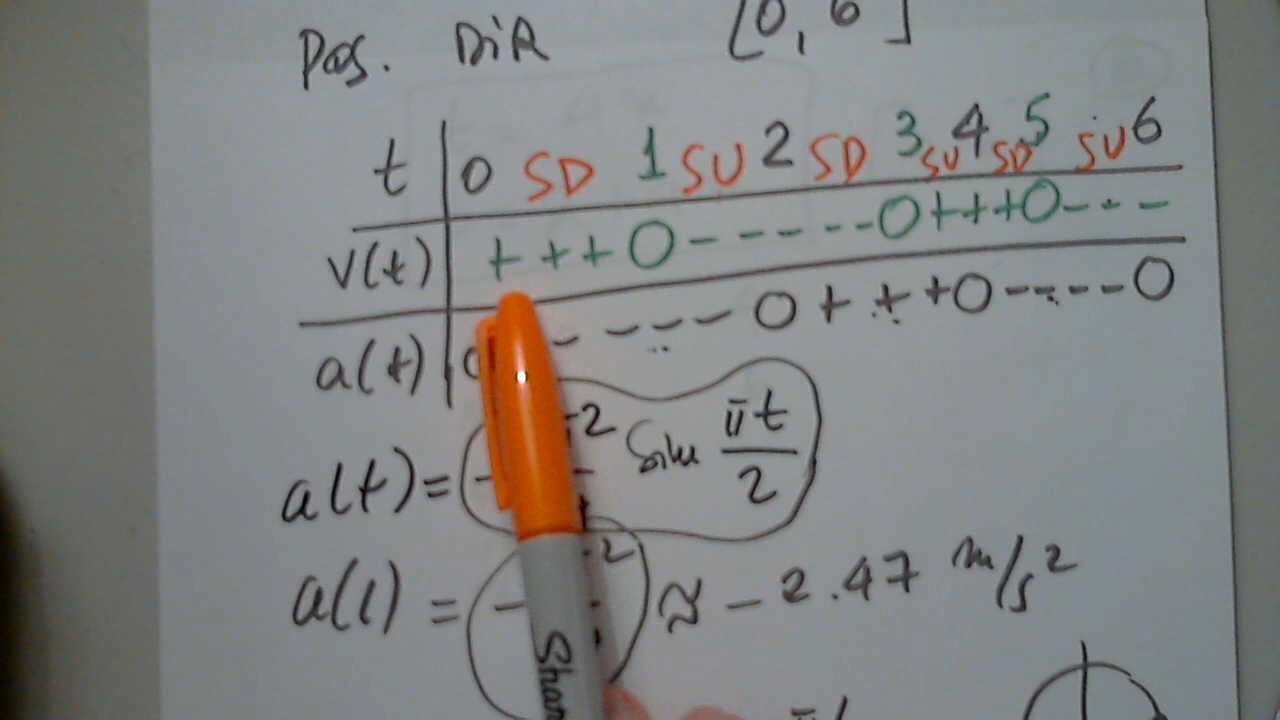 Pos. DiR [0, 6]
t 0 SD 1 SU 2 SD 3 SU 4 SD 5 SU 6
v(t) + + + 0 - - - - - - 0 + + + 0 - - -
a(t) - - - - - 0 + + + 0 - - - - - 0
a(t) = - 2 sin πt / 2
a(1) = - 2 ≈ - 2.47 m/s²
Shar